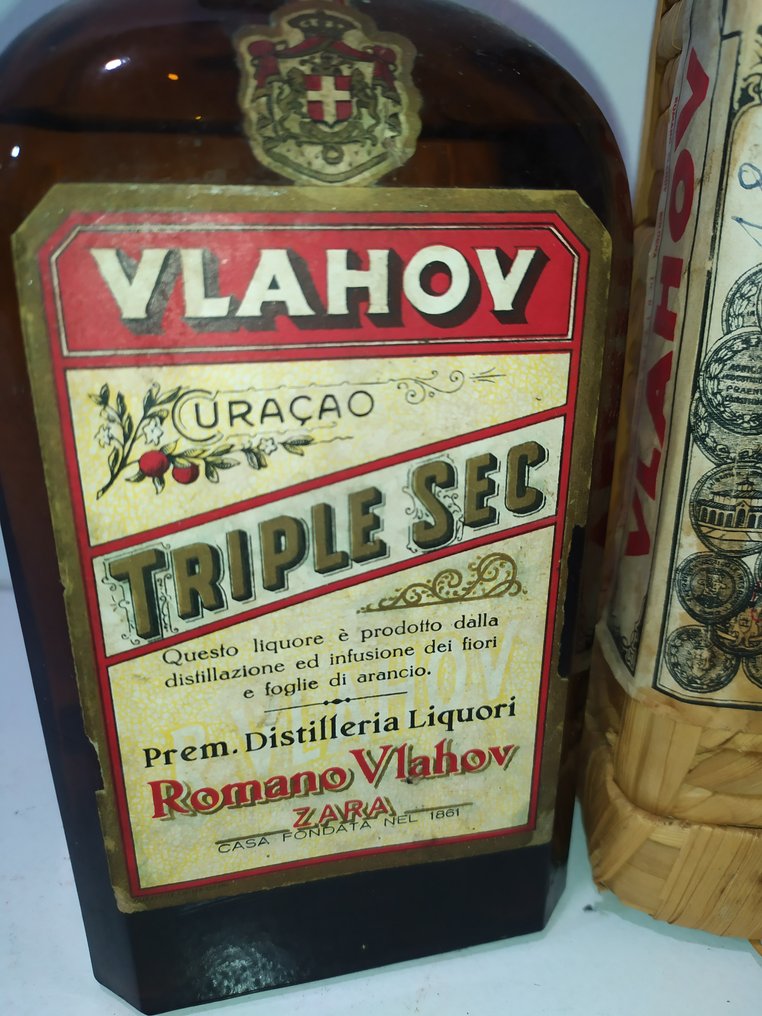 VLAHOV
CURAÇAO
TRIPLE SEC
Questo liquore è prodotto dalla
distillazione ed infusione dei fiori
e foglie di arancio.
Prem. Distilleria Liquori
Romano Vlahov
ZARA
CASA FONDATA NEL 1861
VLAHOV